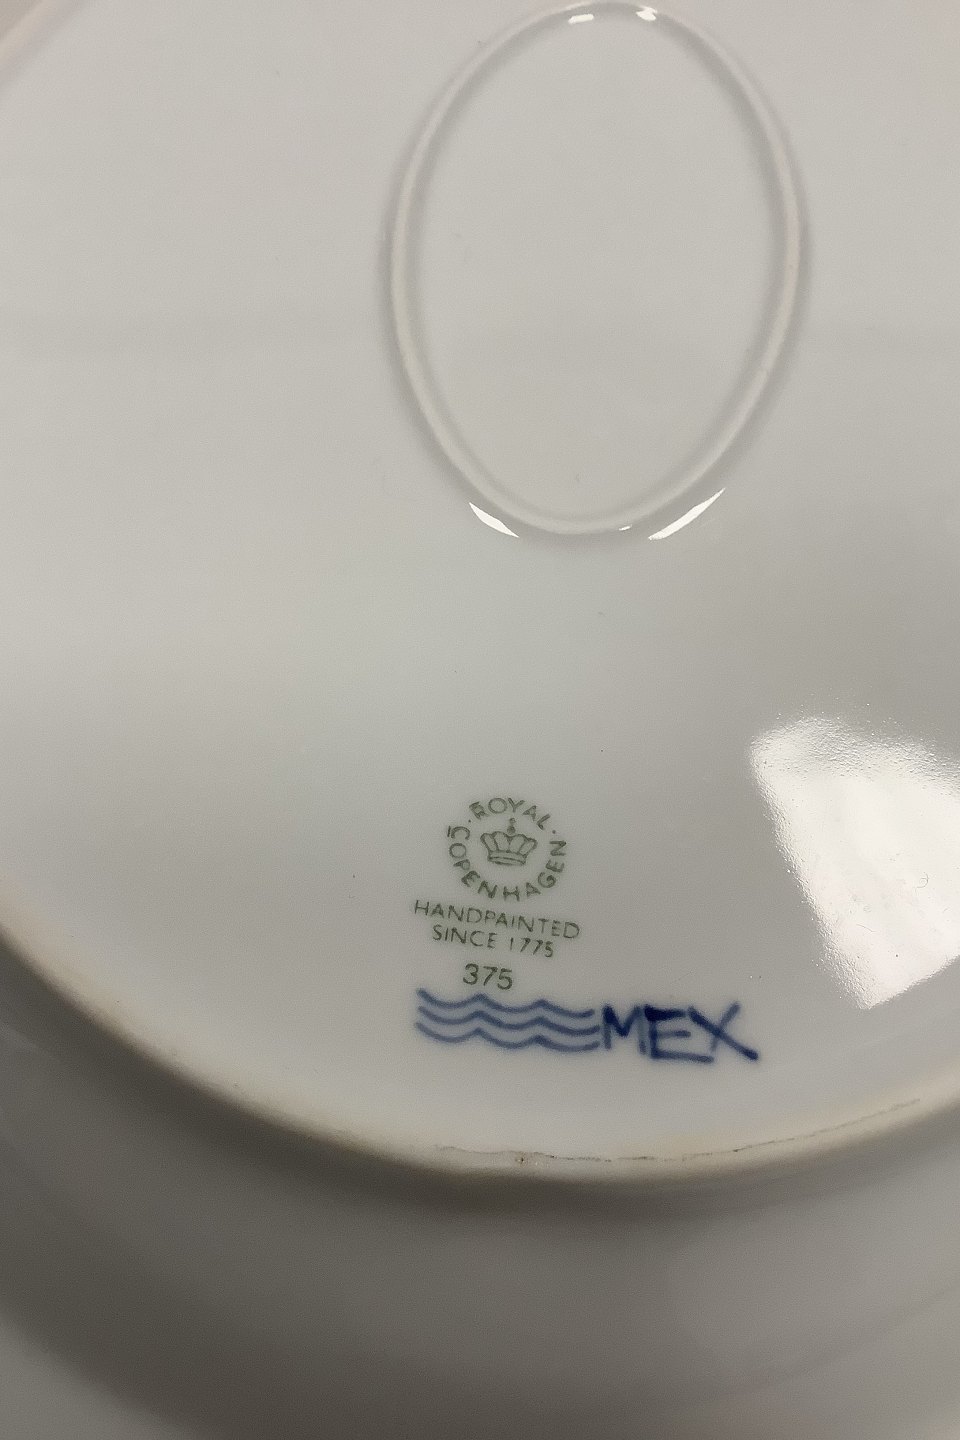 ROYAL
COPENHAGEN
HANDPAINTED
SINCE 1775
375
MEX